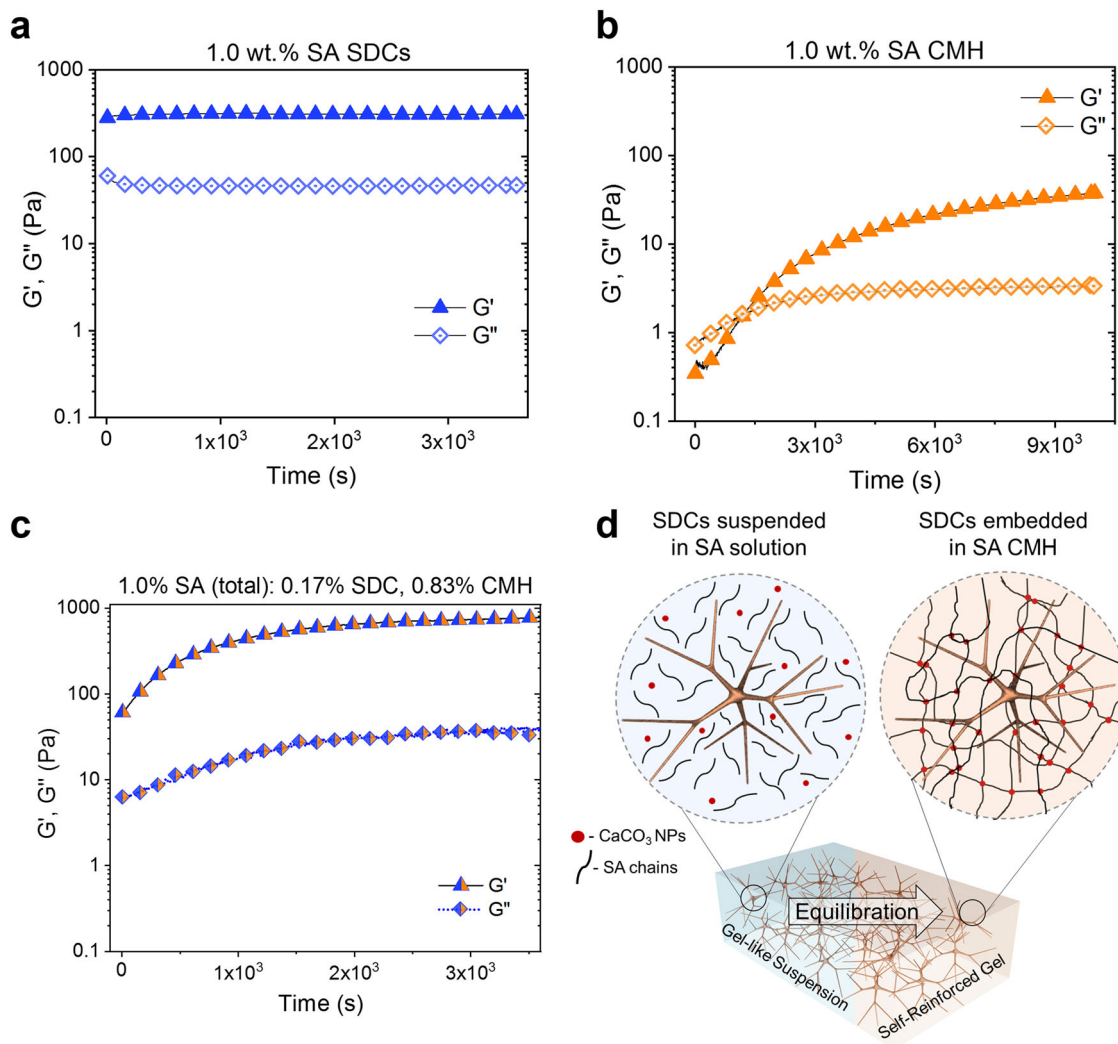 a
1.0 wt.% SA SDCs
1000
100
10
1
0.1
G', G" (Pa)
G'
G"
0
1x10³
2x10³
3x10³
Time (s)
b
1.0 wt.% SA CMH
1000
100
10
1
0.1
G', G" (Pa)
G'
G"
0
3x10³
6x10³
9x10³
Time (s)
c
1.0% SA (total): 0.17% SDC, 0.83% CMH
1000
100
10
1
0.1
G', G" (Pa)
G'
G"
0
1x10³
2x10³
3x10³
Time (s)
d
SDCs suspended
in SA solution
SDCs embedded
in SA CMH
- CaCO₃ NPs
- SA chains
Equilibration
Gel-like Suspension
Self-Reinforced Gel